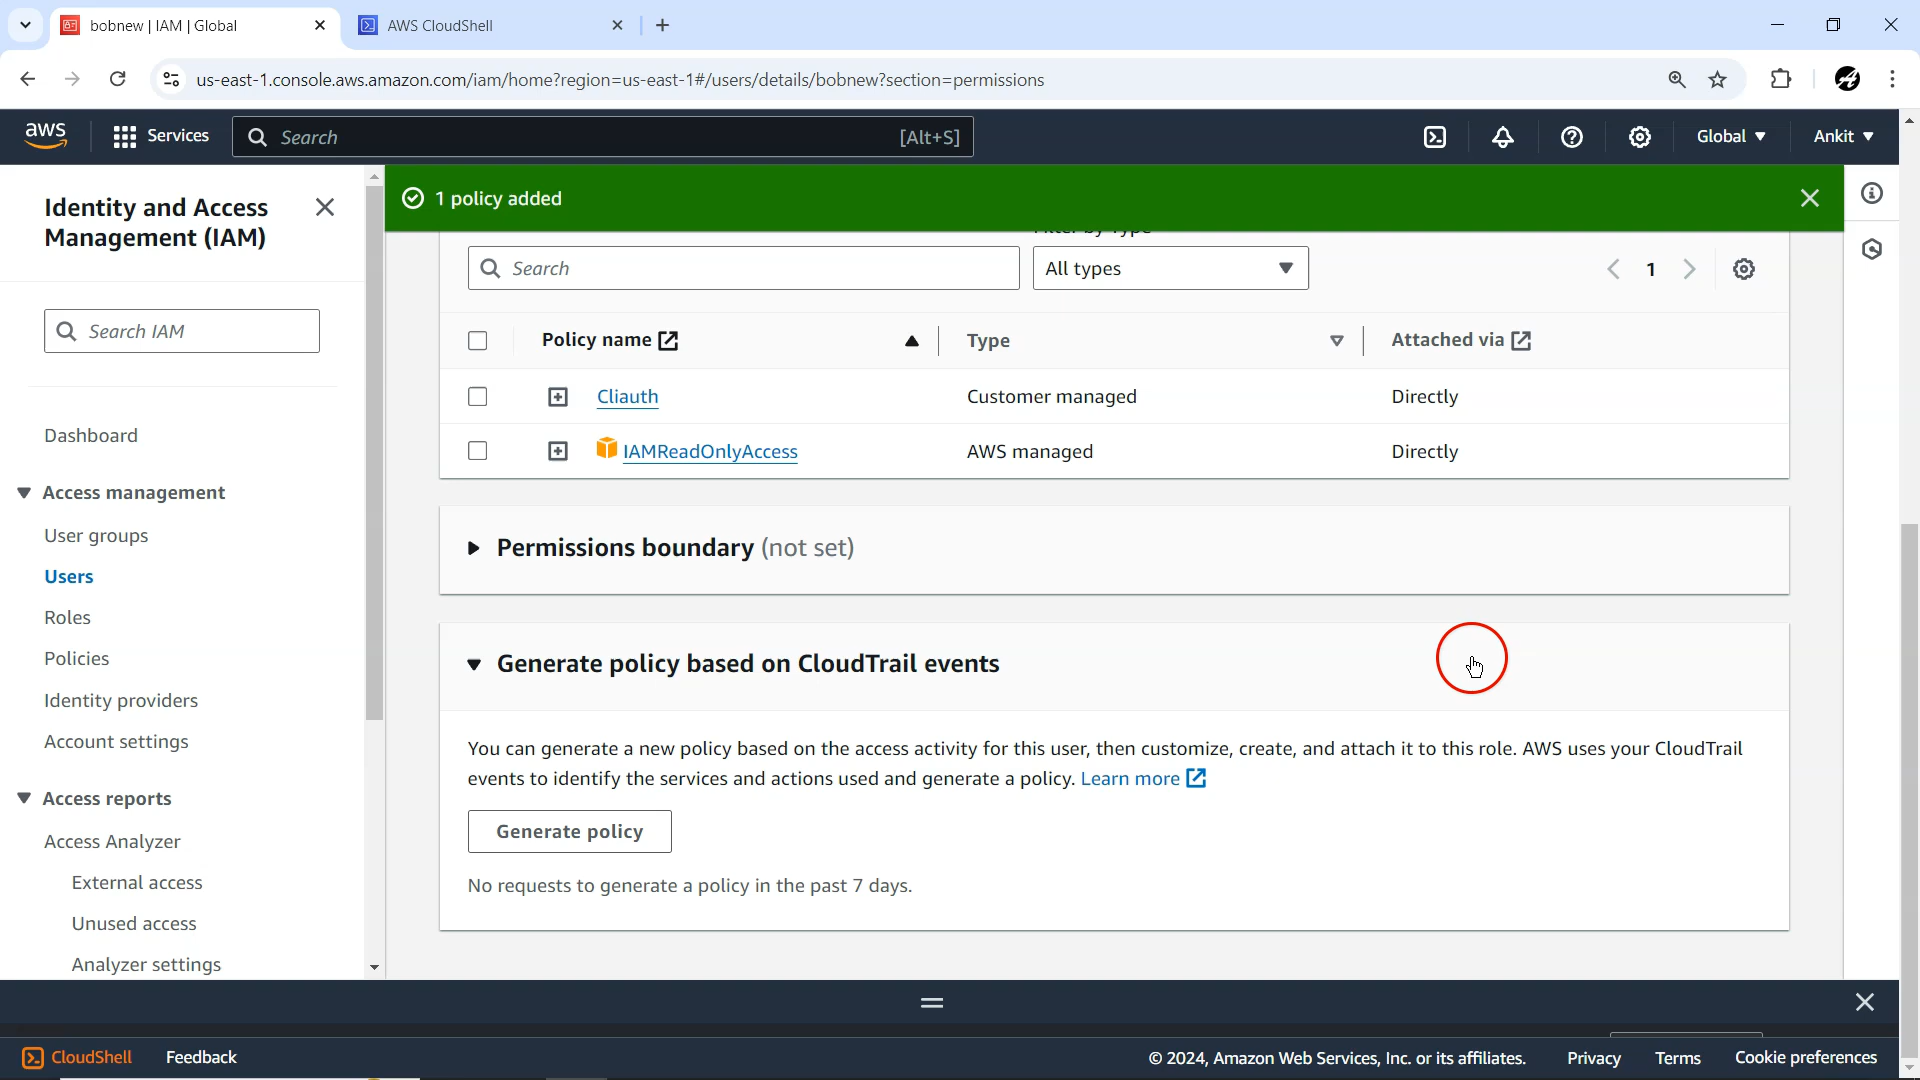 bobnew | IAM | Global
AWS CloudShell
us-east-1.console.aws.amazon.com/iam/home?region=us-east-1#/users/details/bobnew?section=permissions
aws
Services
Search
[Alt+S]
Global
Ankit
Identity and Access
Management (IAM)
Search IAM
Dashboard
Access management
User groups
Users
Roles
Policies
Identity providers
Account settings
Access reports
Access Analyzer
External access
Unused access
Analyzer settings
1 policy added
Filter by Type
Search
All types
1
Policy name
Type
Attached via
Cliauth
Customer managed
Directly
IAMReadOnlyAccess
AWS managed
Directly
Permissions boundary (not set)
Generate policy based on CloudTrail events
You can generate a new policy based on the access activity for this user, then customize, create, and attach it to this role. AWS uses your CloudTrail
events to identify the services and actions used and generate a policy. Learn more
Generate policy
No requests to generate a policy in the past 7 days.
CloudShell
Feedback
© 2024, Amazon Web Services, Inc. or its affiliates.
Privacy
Terms
Cookie preferences